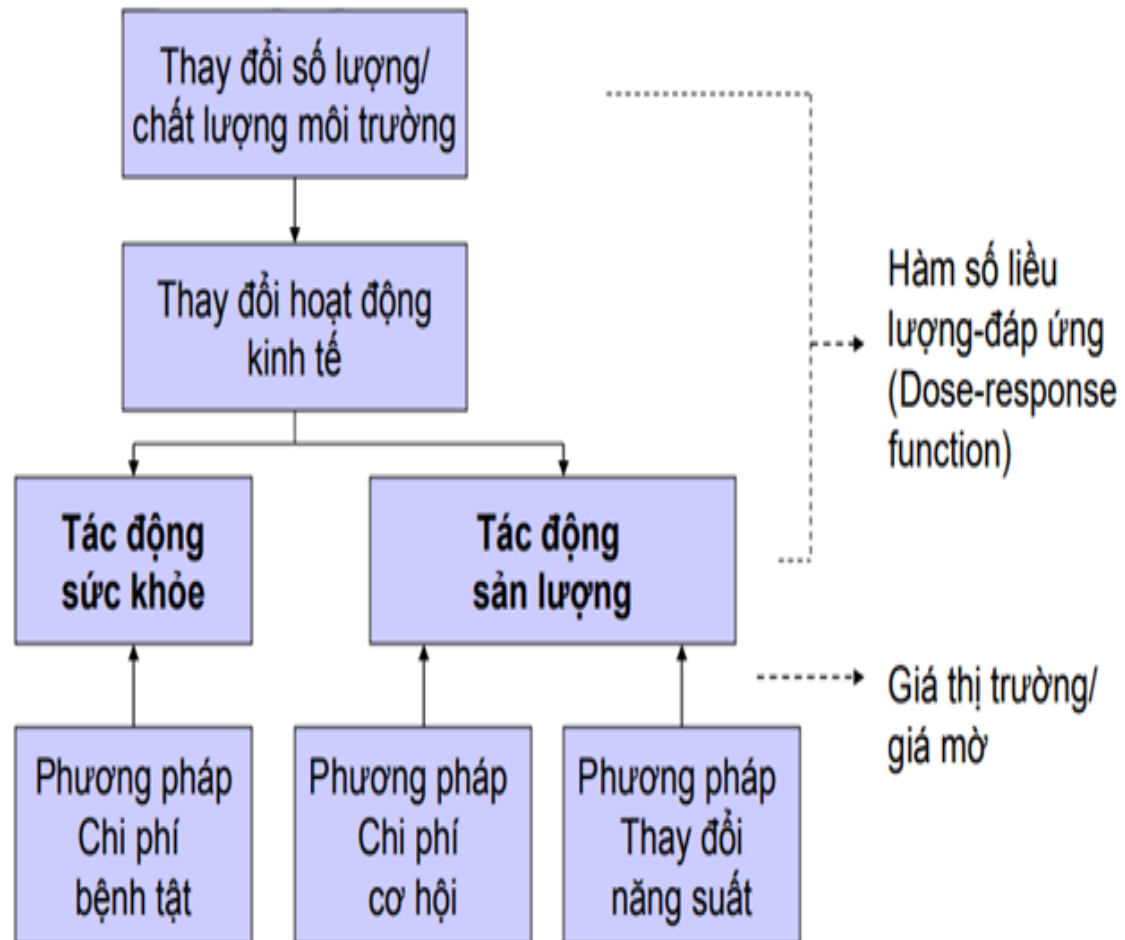 Thay đổi số lượng/
chất lượng môi trường
Thay đổi hoạt động
kinh tế
Hàm số liều
lượng-đáp ứng
(Dose-response
function)
Tác động
sức khỏe
Tác động
sản lượng
Giá thị trường/
giá mờ
Phương pháp
Chi phí
bệnh tật
Phương pháp
Chi phí
cơ hội
Phương pháp
Thay đổi
năng suất